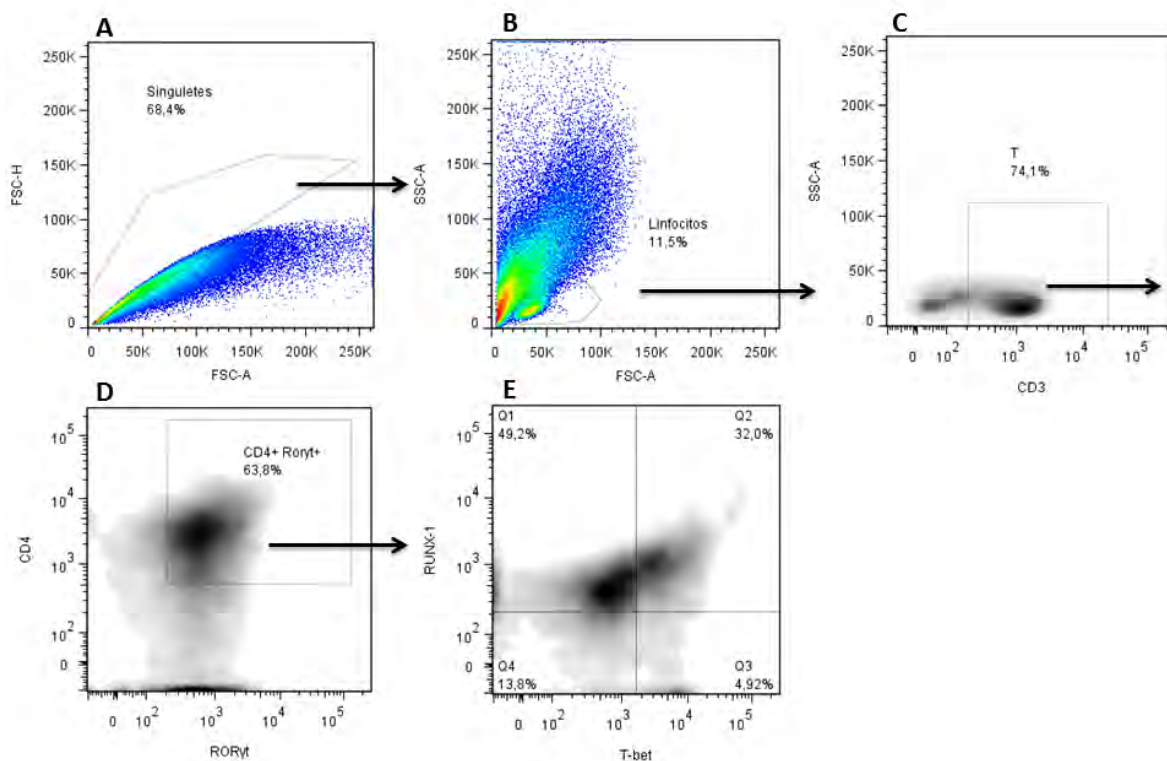 A
FSC-H
250K
200K
150K
100K
50K
0
Singuletes
68,4%
0 50K 100K 150K 200K 250K
FSC-A
B
SSC-A
250K
200K
150K
100K
50K
0
Linfocitos
11,5%
0 50K 100K 150K 200K 250K
FSC-A
C
SSC-A
250K
200K
150K
100K
50K
0
T
74,1%
0 10^2 10^3 10^4 10^5
CD3
D
CD4
10^5
10^4
10^3
10^2
0
CD4+ Rorγt+
63,8%
0 10^2 10^3 10^4 10^5
RORγt
E
RUNX-1
10^5
10^4
10^3
10^2
0
Q1
49,2%
Q2
32,0%
Q4
13,8%
Q3
4,92%
0 10^2 10^3 10^4 10^5
T-bet